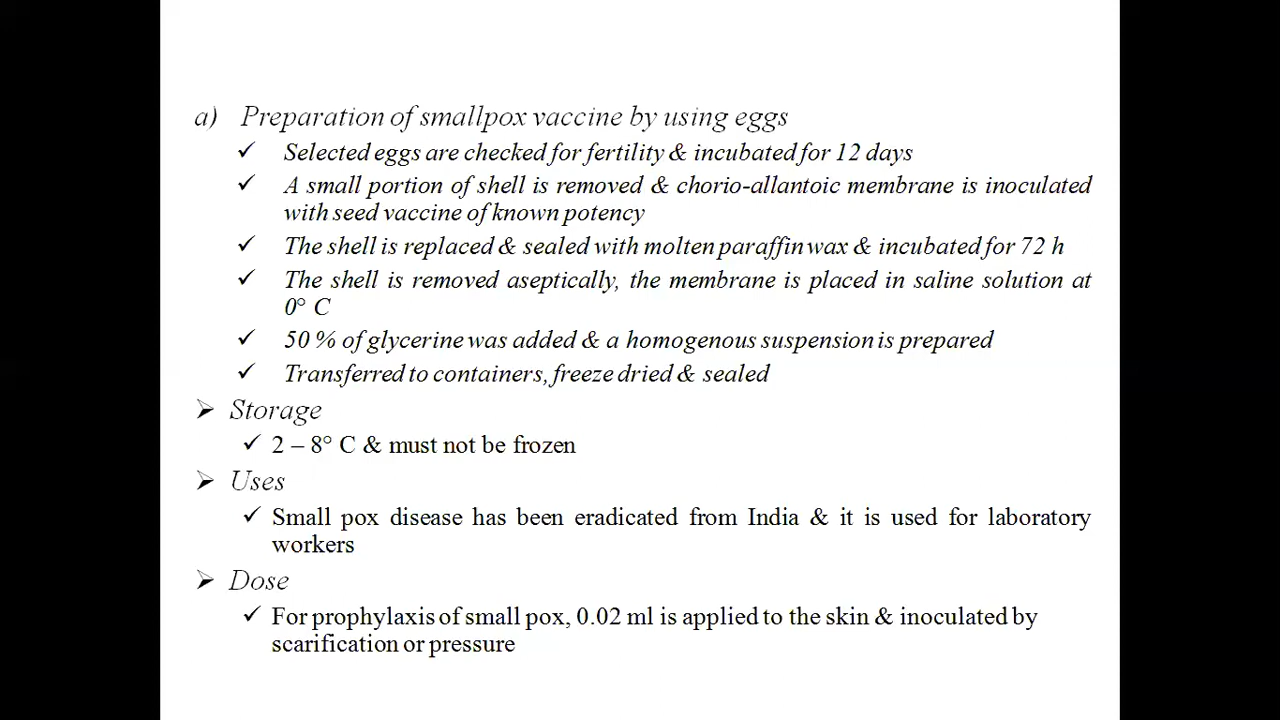 a) Preparation of smallpox vaccine by using eggs
✓ Selected eggs are checked for fertility & incubated for 12 days
✓ A small portion of shell is removed & chorio-allantoic membrane is inoculated
with seed vaccine of known potency
✓ The shell is replaced & sealed with molten paraffin wax & incubated for 72 h
✓ The shell is removed aseptically, the membrane is placed in saline solution at
0° C
✓ 50 % of glycerine was added & a homogenous suspension is prepared
✓ Transferred to containers, freeze dried & sealed
➢ Storage
✓ 2 – 8° C & must not be frozen
➢ Uses
✓ Small pox disease has been eradicated from India & it is used for laboratory
workers
➢ Dose
✓ For prophylaxis of small pox, 0.02 ml is applied to the skin & inoculated by
scarification or pressure